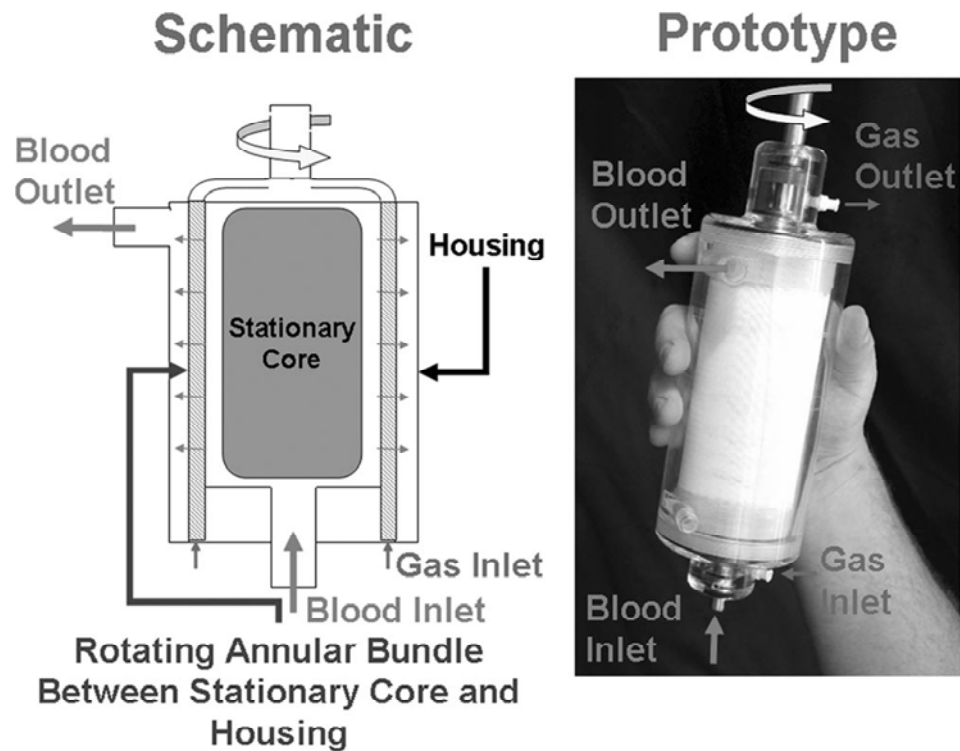 Schematic
Blood
Outlet
Housing
Stationary
Core
Gas Inlet
Blood Inlet
Rotating Annular Bundle
Between Stationary Core and
Housing
Prototype
Gas
Outlet
Blood
Outlet
Gas
Inlet
Blood
Inlet